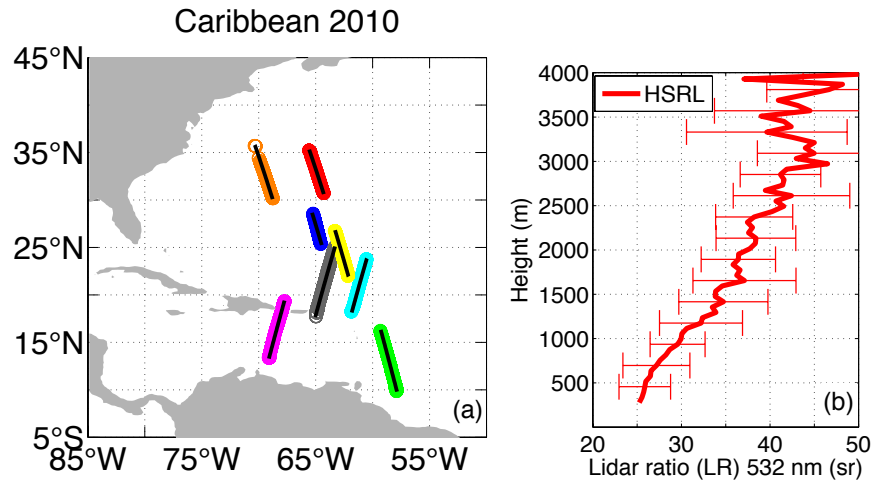 Caribbean 2010
45°N
35°N
25°N
15°N
5°S
85°W
75°W
65°W
55°W
(a)
HSRL
4000
3500
3000
2500
2000
1500
1000
500
Height (m)
20
30
40
50
Lidar ratio (LR) 532 nm (sr)
(b)